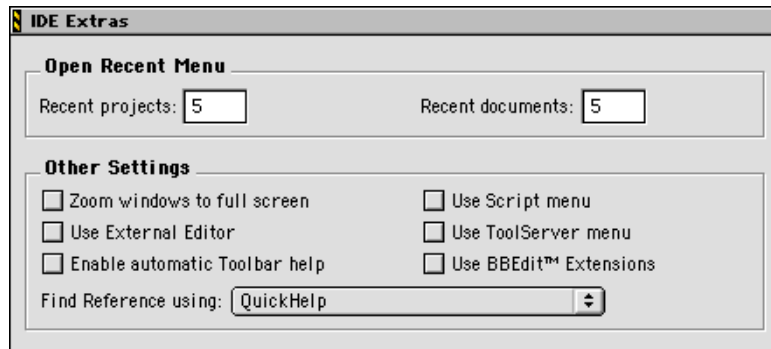 IDE Extras
Open Recent Menu
Recent projects: 5 Recent documents: 5
Other Settings
Zoom windows to full screen Use Script menu
Use External Editor Use ToolServer menu
Enable automatic Toolbar help Use BBEdit™ Extensions
Find Reference using: QuickHelp